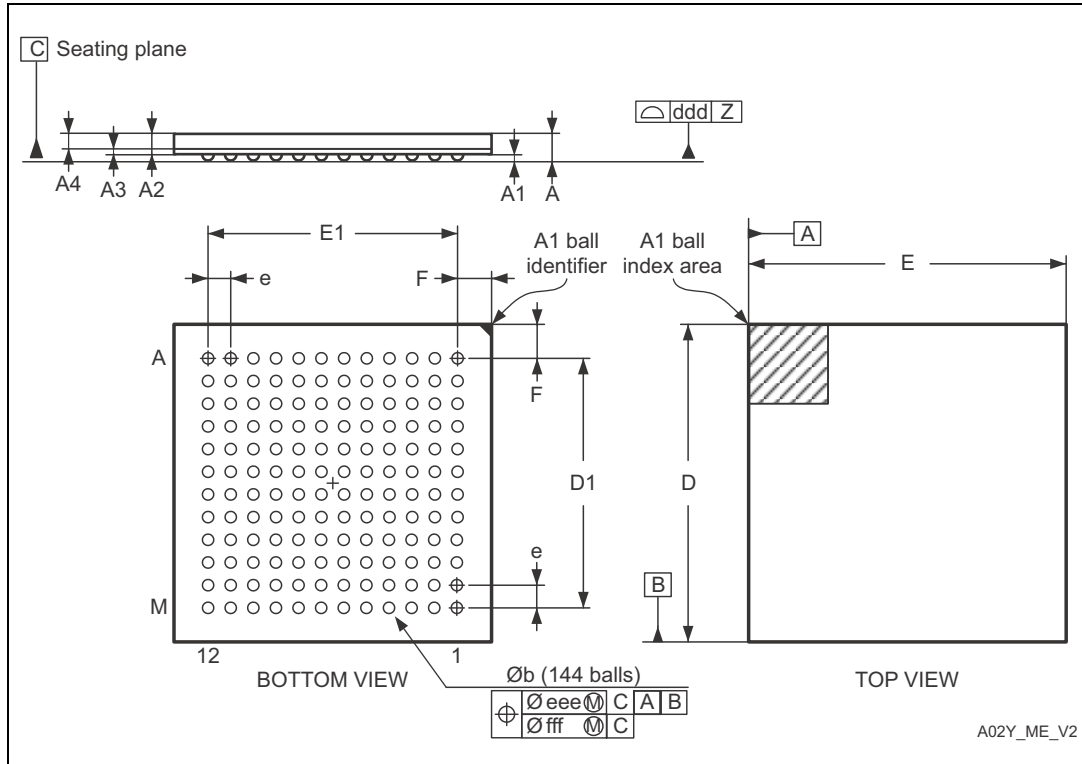 C Seating plane
ddd Z
A4
A3
A2
A1
A
E1
e
F
A1 ball
identifier
A1 ball
index area
A
E
A
F
D1
D
e
B
M
12
1
BOTTOM VIEW
TOP VIEW
Øb (144 balls)
Ø eee Ⓜ C A B
Ø fff Ⓜ C
A02Y_ME_V2